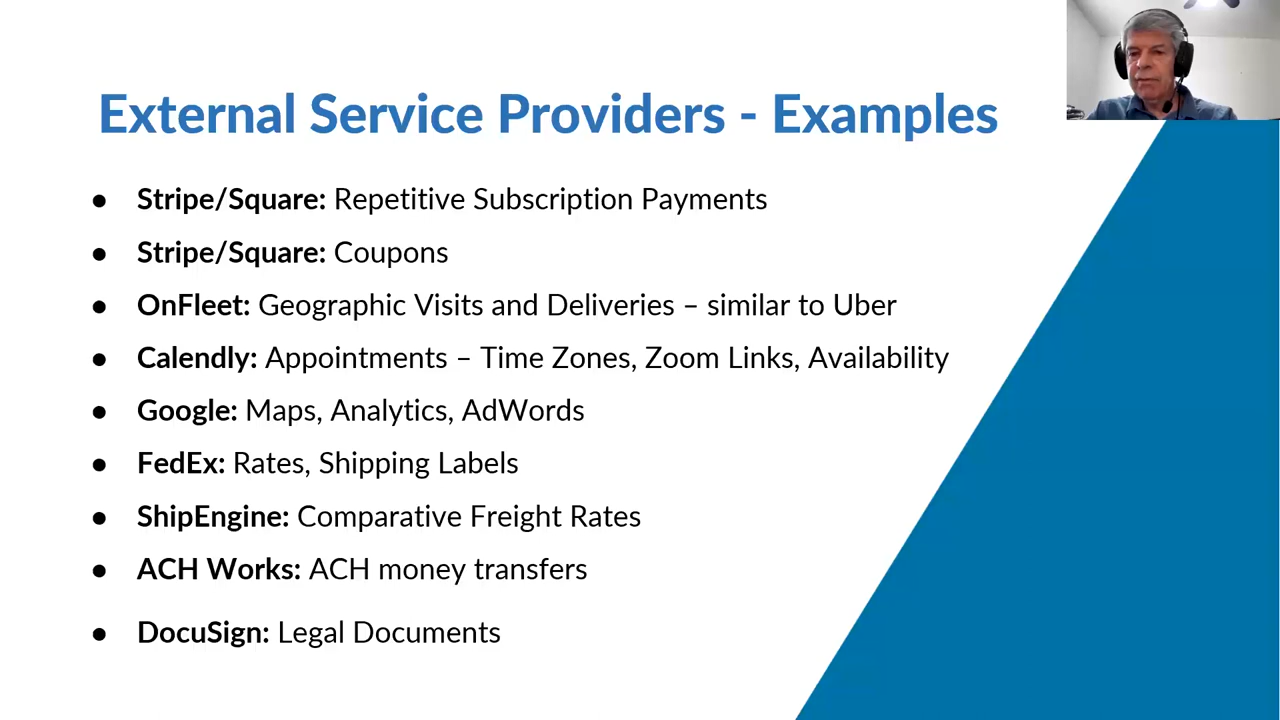 External Service Providers - Examples
● Stripe/Square: Repetitive Subscription Payments
● Stripe/Square: Coupons
● OnFleet: Geographic Visits and Deliveries – similar to Uber
● Calendly: Appointments – Time Zones, Zoom Links, Availability
● Google: Maps, Analytics, AdWords
● FedEx: Rates, Shipping Labels
● ShipEngine: Comparative Freight Rates
● ACH Works: ACH money transfers
● DocuSign: Legal Documents